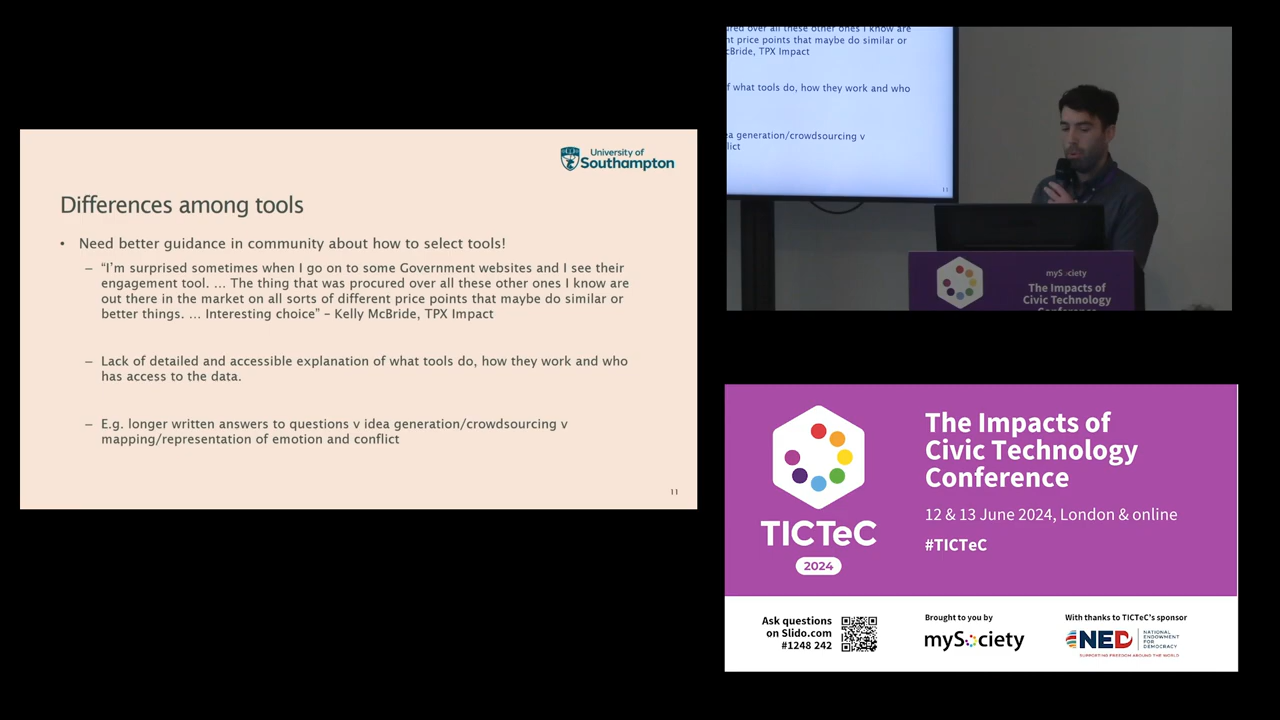 University of
Southampton
Differences among tools
• Need better guidance in community about how to select tools!
– “I’m surprised sometimes when I go on to some Government websites and I see their
engagement tool. … The thing that was procured over all these other ones I know are
out there in the market on all sorts of different price points that maybe do similar or
better things. … Interesting choice” – Kelly McBride, TPX Impact
– Lack of detailed and accessible explanation of what tools do, how they work and who
has access to the data.
– E.g. longer written answers to questions v idea generation/crowdsourcing v
mapping/representation of emotion and conflict
11
over all these other ones I know are
price points that maybe do similar or
TPX Impact
f what tools do, how they work and who
generation/crowdsourcing v
11
mySociety
The Impacts of
Civic Technology
Conference
The Impacts of
Civic Technology
Conference
12 & 13 June 2024, London & online
#TICTeC
TICTeC
2024
Ask questions
on Slido.com
#1248 242
Brought to you by
mySociety
With thanks to TICTeC’s sponsor
NED
NATIONAL
ENDOWMENT
FOR
DEMOCRACY
SUPPORTING FREEDOM AROUND THE WORLD